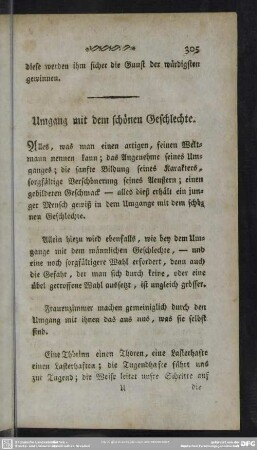 305
diese werden ihm sicher die Gunst der würdigsten
gewinnen.
Umgang mit dem schönen Geschlechte.
Alles, was man einen artigen, feinen Welt-
mann nennen kann; das Angenehme seines Um-
ganges; die sanfte Bildung seines Karakters,
sorgfältige Verschönerung seines Aeußern; einen
gebildeten Geschmack — alles dieß erhält ein jun-
ger Mensch gewiß in dem Umgange mit dem schö-
nen Geschlechte.
Allein hiezu wird ebenfalls, wie bey dem Um-
gange mit dem männlichen Geschlechte, — und
eine noch sorgfältigere Wahl erfordert, denn auch
die Gefahr, der man sich durch keine, oder eine
übel getroffene Wahl aussetzt, ist ungleich grösser.
Frauenzimmer machen gemeiniglich durch den
Umgang mit ihnen das aus uns, was sie selbst
sind.
Eine Thörinn einen Thoren, eine Lasterhafte
einen Lasterhaften; die Tugendhafte führt uns
zur Tugend; die Weise leitet unsre Schritte auf
U die
DFG